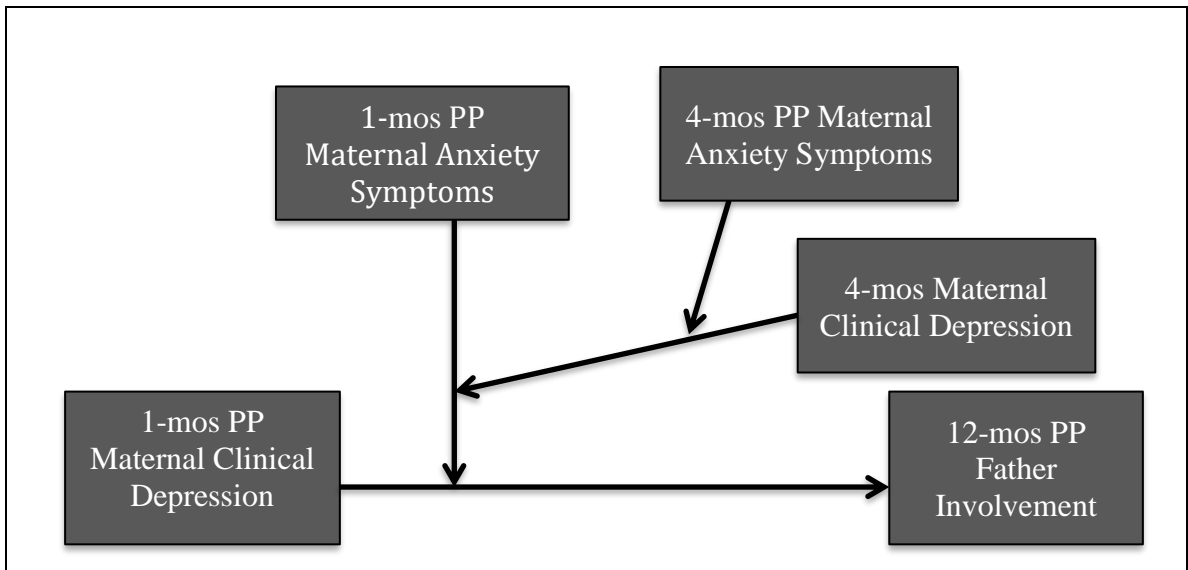 1-mos PP
Maternal Anxiety
Symptoms
4-mos PP Maternal
Anxiety Symptoms
4-mos Maternal
Clinical Depression
1-mos PP
Maternal Clinical
Depression
12-mos PP
Father
Involvement